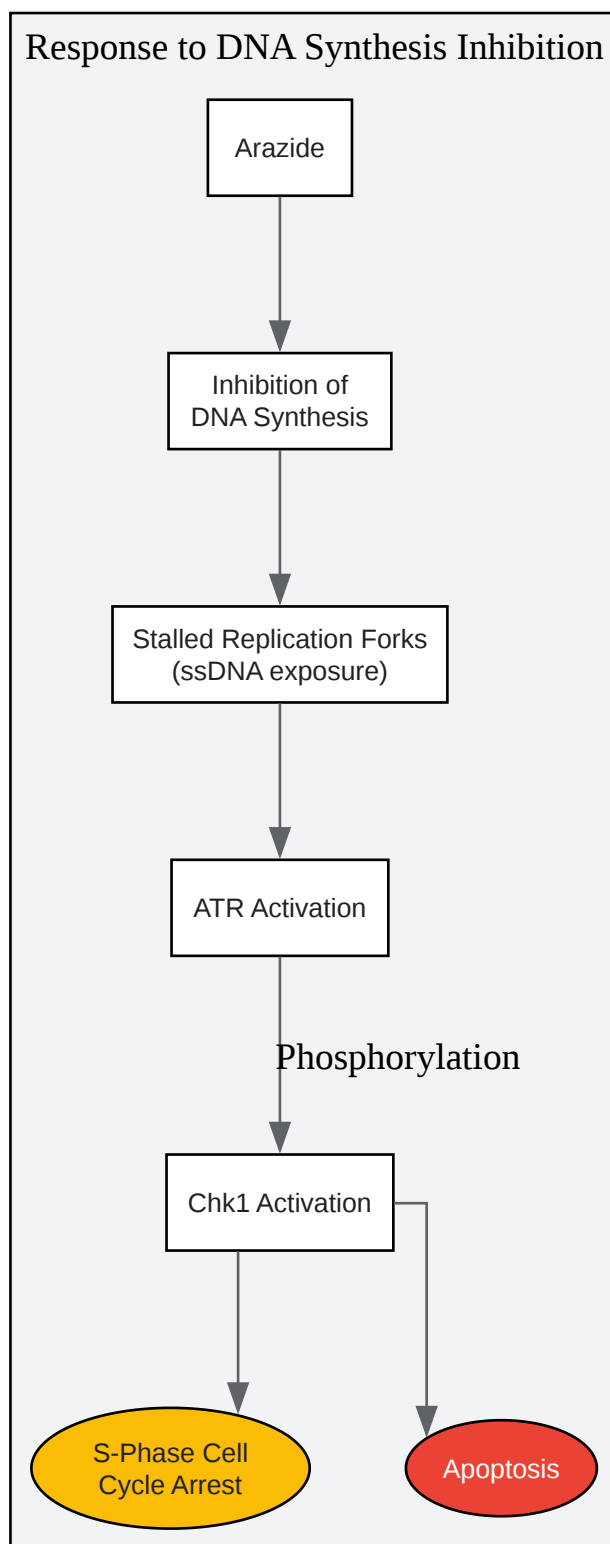 Response to DNA Synthesis Inhibition
Arazide
Inhibition of
DNA Synthesis
Stalled Replication Forks
(ssDNA exposure)
ATR Activation
Phosphorylation
Chk1 Activation
S-Phase Cell
Cycle Arrest
Apoptosis